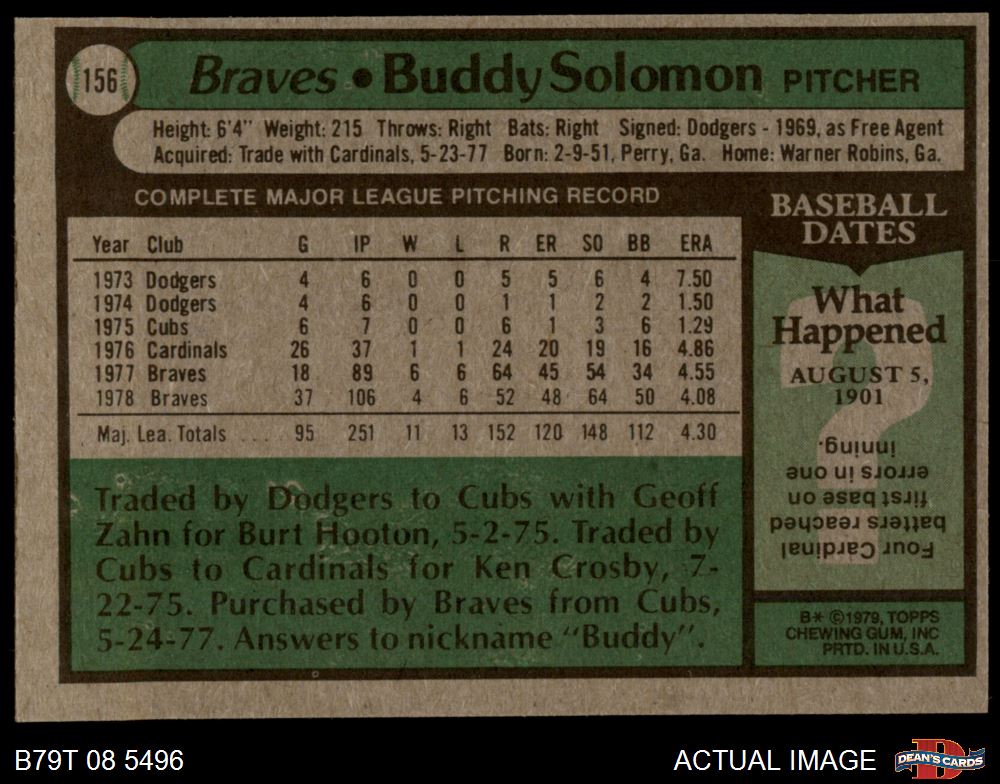 156
Braves • Buddy Solomon PITCHER
Height: 6'4" Weight: 215 Throws: Right Bats: Right Signed: Dodgers - 1969, as Free Agent
Acquired: Trade with Cardinals, 5-23-77 Born: 2-9-51, Perry, Ga. Home: Warner Robins, Ga.
COMPLETE MAJOR LEAGUE PITCHING RECORD
Year Club G IP W L R ER SO BB ERA
1973 Dodgers 4 6 0 0 5 5 6 4 7.50
1974 Dodgers 4 6 0 0 1 1 2 2 1.50
1975 Cubs 6 7 0 0 6 1 3 6 1.29
1976 Cardinals 26 37 1 1 24 20 19 16 4.86
1977 Braves 18 89 6 6 64 45 54 34 4.55
1978 Braves 37 106 4 6 52 48 64 50 4.08
Maj. Lea. Totals .... 95 251 11 13 152 120 148 112 4.30
Traded by Dodgers to Cubs with Geoff
Zahn for Burt Hooton, 5-2-75. Traded by
Cubs to Cardinals for Ken Crosby, 7-
22-75. Purchased by Braves from Cubs,
5-24-77. Answers to nickname "Buddy".
BASEBALL
DATES
What
Happened
AUGUST 5,
1901
?
Four Cardinal
batters reached
first base on
errors in one
inning.
B* ©1979, TOPPS
CHEWING GUM, INC
PRTD. IN U.S.A.
B79T 08 5496
ACTUAL IMAGE
D
DEAN'S CARDS